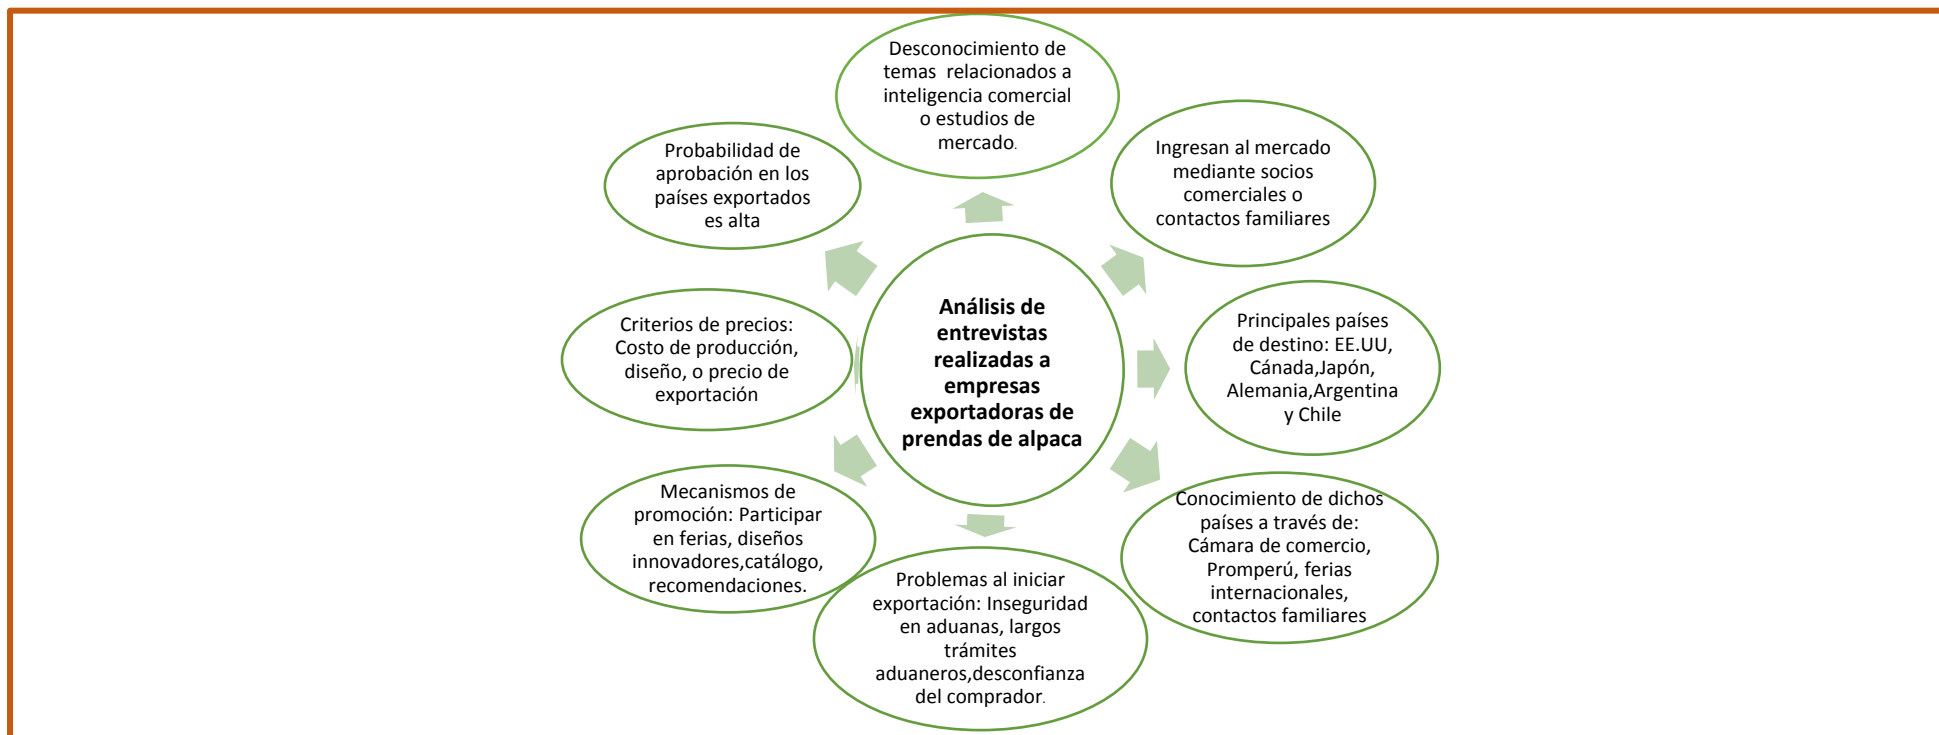 Desconocimiento de
temas relacionados a
inteligencia comercial
o estudios de
mercado.
Ingresan al mercado
mediante socios
comerciales o
contactos familiares
Principales países
de destino: EE.UU,
Cánada,Japón,
Alemania,Argentina
y Chile
Conocimiento de dichos
países a través de:
Cámara de comercio,
Promperú, ferias
internacionales,
contactos familiares
Problemas al iniciar
exportación: Inseguridad
en aduanas, largos
trámites
aduaneros,desconfianza
del comprador.
Mecanismos de
promoción: Participar
en ferias, diseños
innovadores,catálogo,
recomendaciones.
Criterios de precios:
Costo de producción,
diseño, o precio de
exportación
Probabilidad de
aprobación en los
países exportados
es alta
Análisis de
entrevistas
realizadas a
empresas
exportadoras de
prendas de alpaca